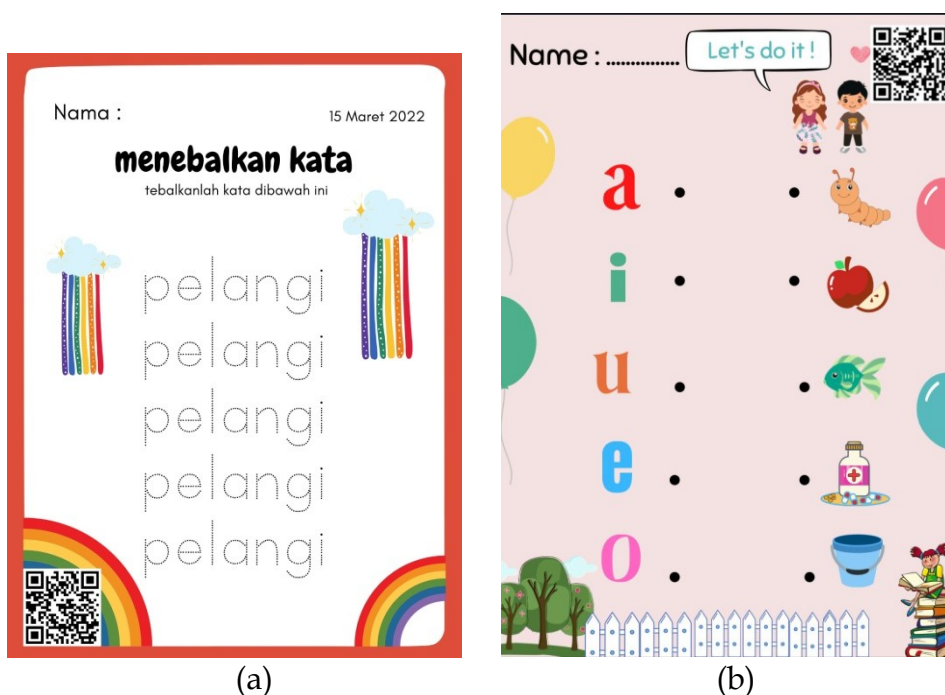 Nama :
15 Maret 2022
menebalkan kata
tebalkanlah kata dibawah ini
pelangi
pelangi
pelangi
pelangi
pelangi
(a)
Name : ...............
Let's do it !
a
i
u
e
o
(b)